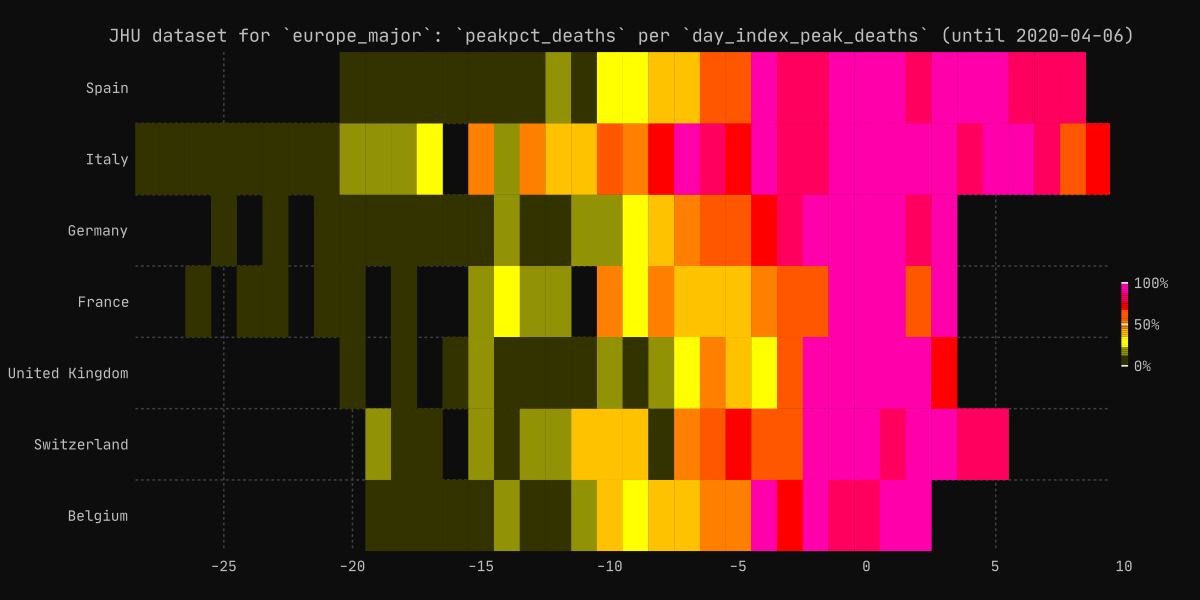 JHU dataset for `europe_major`: `peakpct_deaths` per `day_index_peak_deaths` (until 2020-04-06)
Spain
Italy
Germany
France
United Kingdom
Switzerland
Belgium
100%
50%
0%
-25
-20
-15
-10
-5
0
5
10